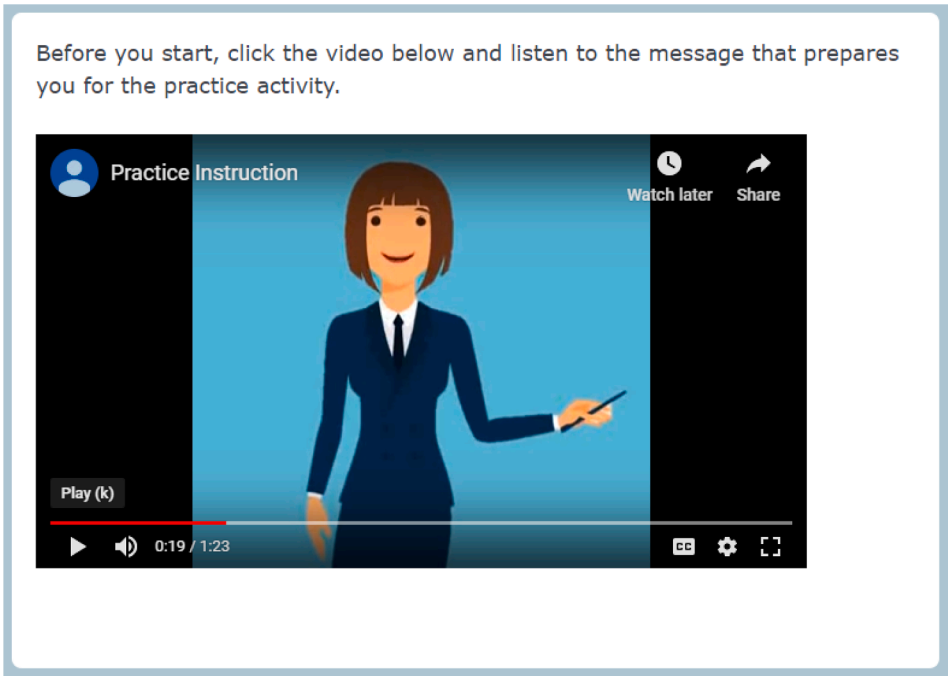 Before you start, click the video below and listen to the message that prepares
you for the practice activity.
Practice Instruction
Watch later
Share
Play (k)
0:19 / 1:23
CC